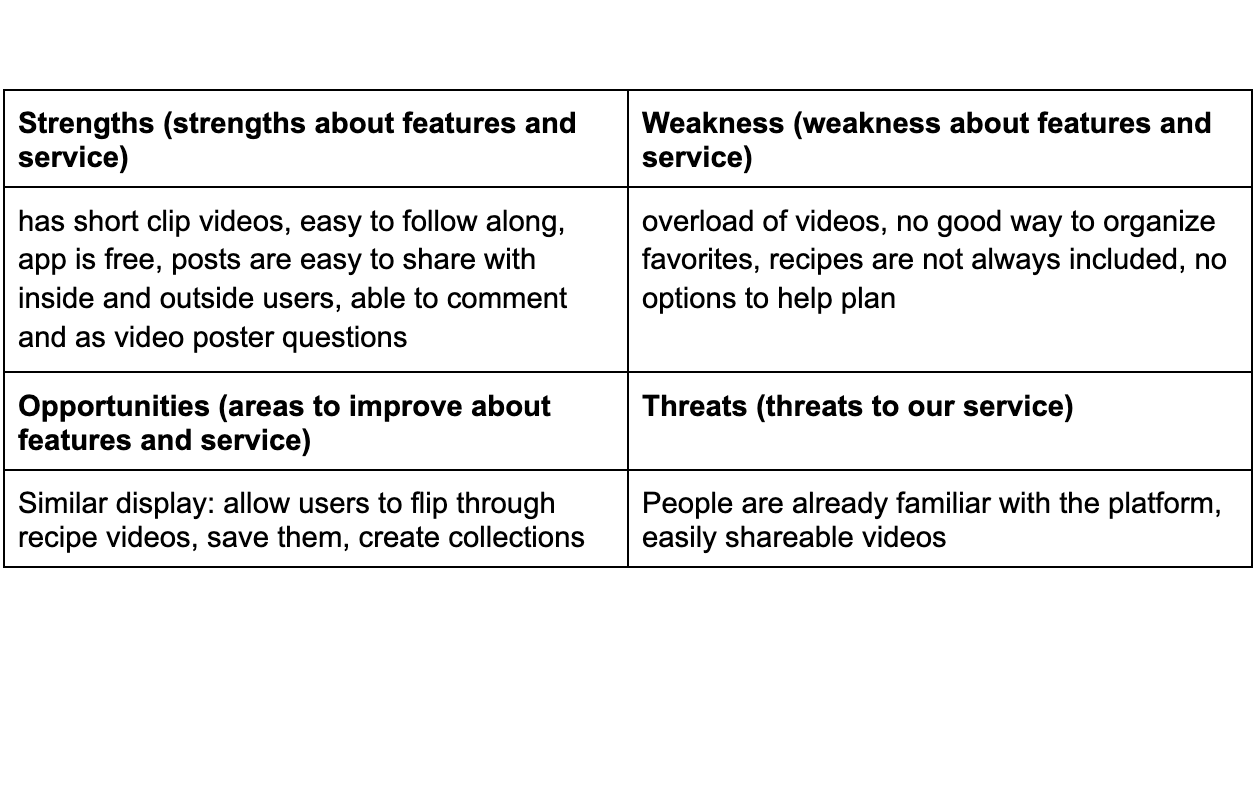 Strengths (strengths about features and
service)
Weakness (weakness about features and
service)
has short clip videos, easy to follow along,
app is free, posts are easy to share with
inside and outside users, able to comment
and as video poster questions
overload of videos, no good way to organize
favorites, recipes are not always included, no
options to help plan
Opportunities (areas to improve about
features and service)
Threats (threats to our service)
Similar display: allow users to flip through
recipe videos, save them, create collections
People are already familiar with the platform,
easily shareable videos